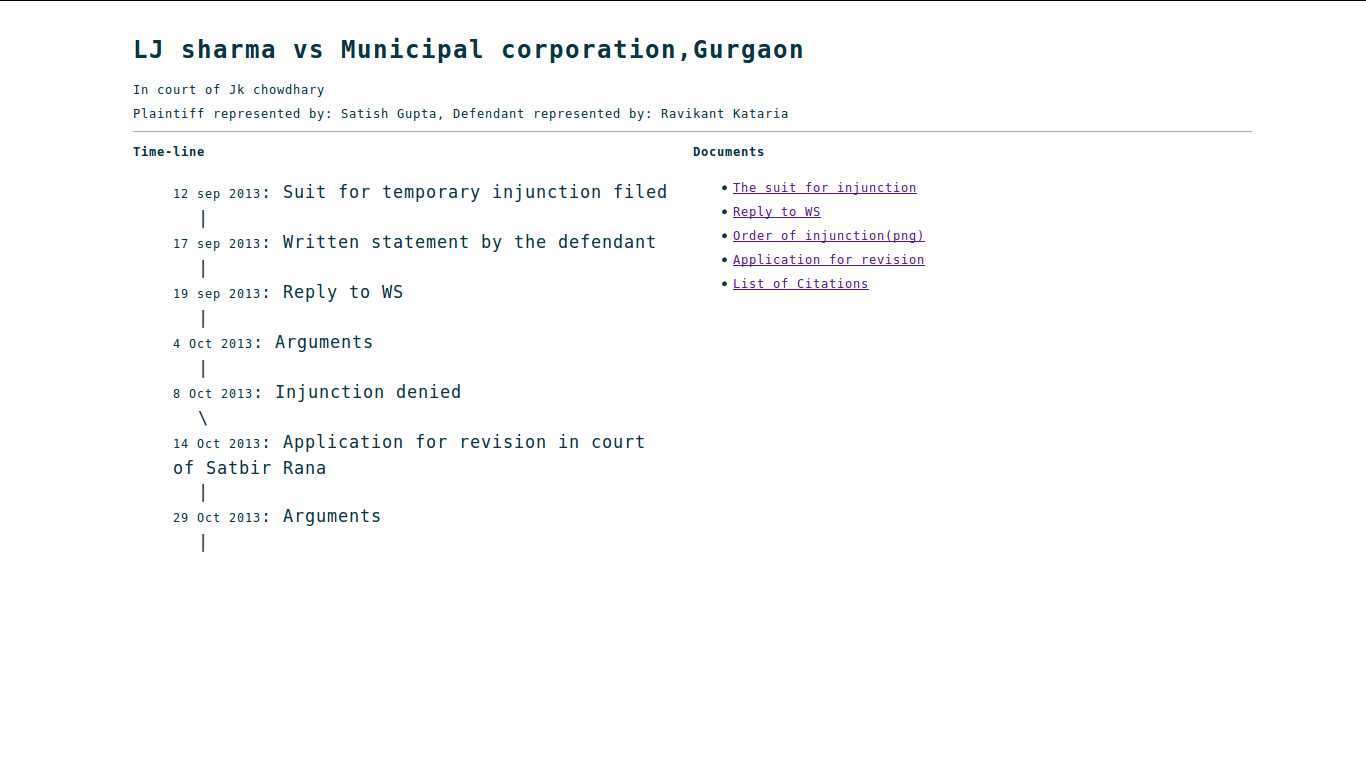 LJ sharma vs Municipal corporation,Gurgaon
In court of Jk chowdhary
Plaintiff represented by: Satish Gupta, Defendant represented by: Ravikant Kataria
Time-line
12 sep 2013: Suit for temporary injunction filed
|
17 sep 2013: Written statement by the defendant
|
19 sep 2013: Reply to WS
|
4 Oct 2013: Arguments
|
8 Oct 2013: Injunction denied
\
14 Oct 2013: Application for revision in court
of Satbir Rana
|
29 Oct 2013: Arguments
|
Documents
• The suit for injunction
• Reply to WS
• Order of injunction(png)
• Application for revision
• List of Citations